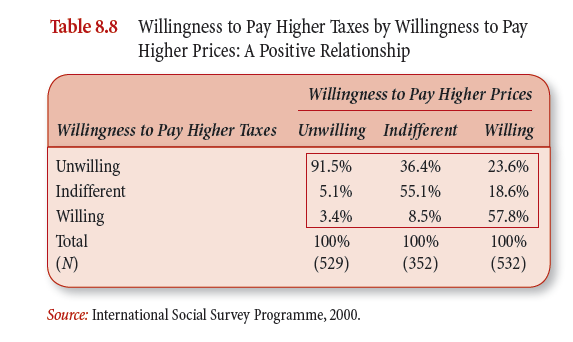 Table 8.8 Willingness to Pay Higher Taxes by Willingness to Pay
Higher Prices: A Positive Relationship
Willingness to Pay Higher Prices
Willingness to Pay Higher Taxes Unwilling Indifferent Willing
Unwilling 91.5% 36.4% 23.6%
Indifferent 5.1% 55.1% 18.6%
Willing 3.4% 8.5% 57.8%
Total 100% 100% 100%
(N) (529) (352) (532)
Source: International Social Survey Programme, 2000.